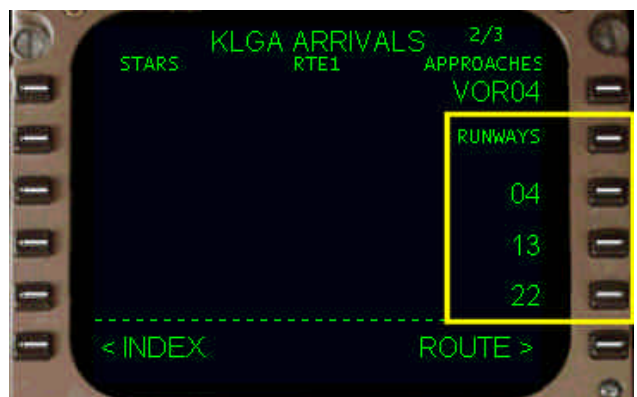 KLGA ARRIVALS 2/3
STARS RTE1 APPROACHES
VOR04
RUNWAYS
04
13
22
< INDEX ROUTE >